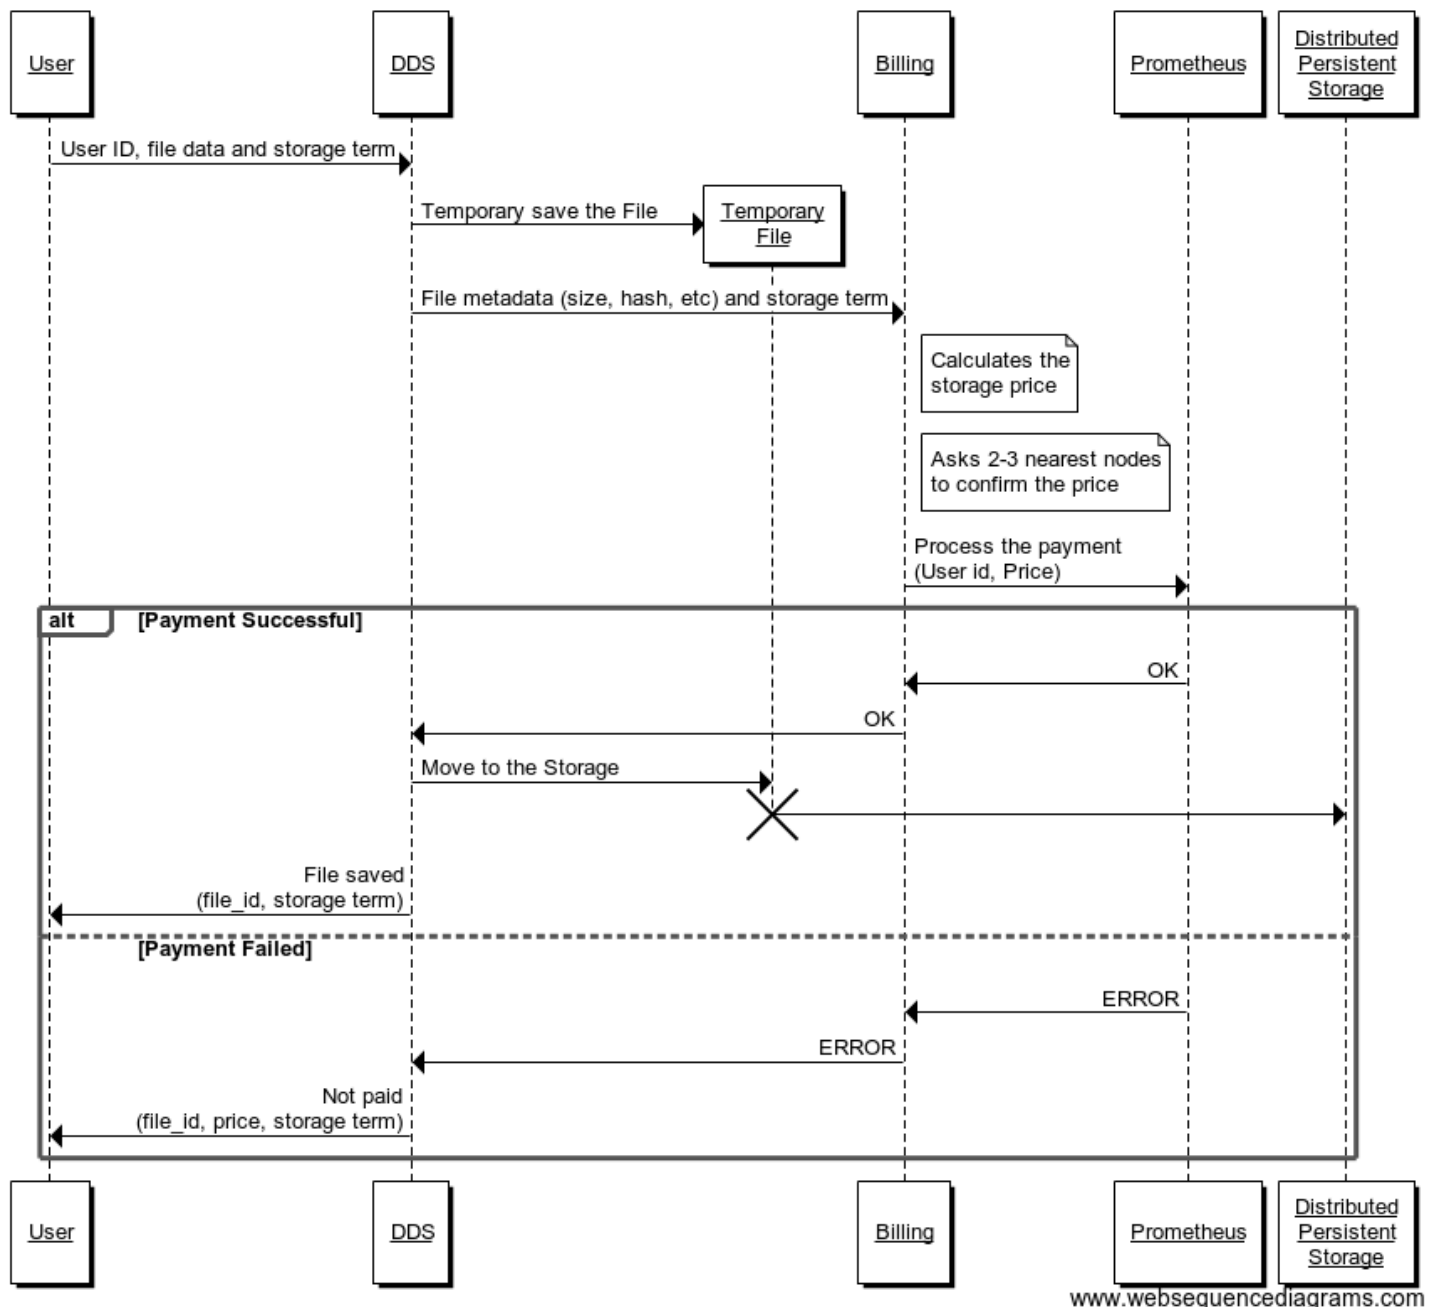 User
DDS
Billing
Prometheus
Distributed
Persistent
Storage
User ID, file data and storage term
Temporary save the File
Temporary
File
File metadata (size, hash, etc) and storage term
Calculates the
storage price
Asks 2-3 nearest nodes
to confirm the price
Process the payment
(User id, Price)
alt
[Payment Successful]
OK
OK
Move to the Storage
File saved
(file_id, storage term)
[Payment Failed]
ERROR
ERROR
Not paid
(file_id, price, storage term)
User
DDS
Billing
Prometheus
Distributed
Persistent
Storage
www.websequencediagrams.com